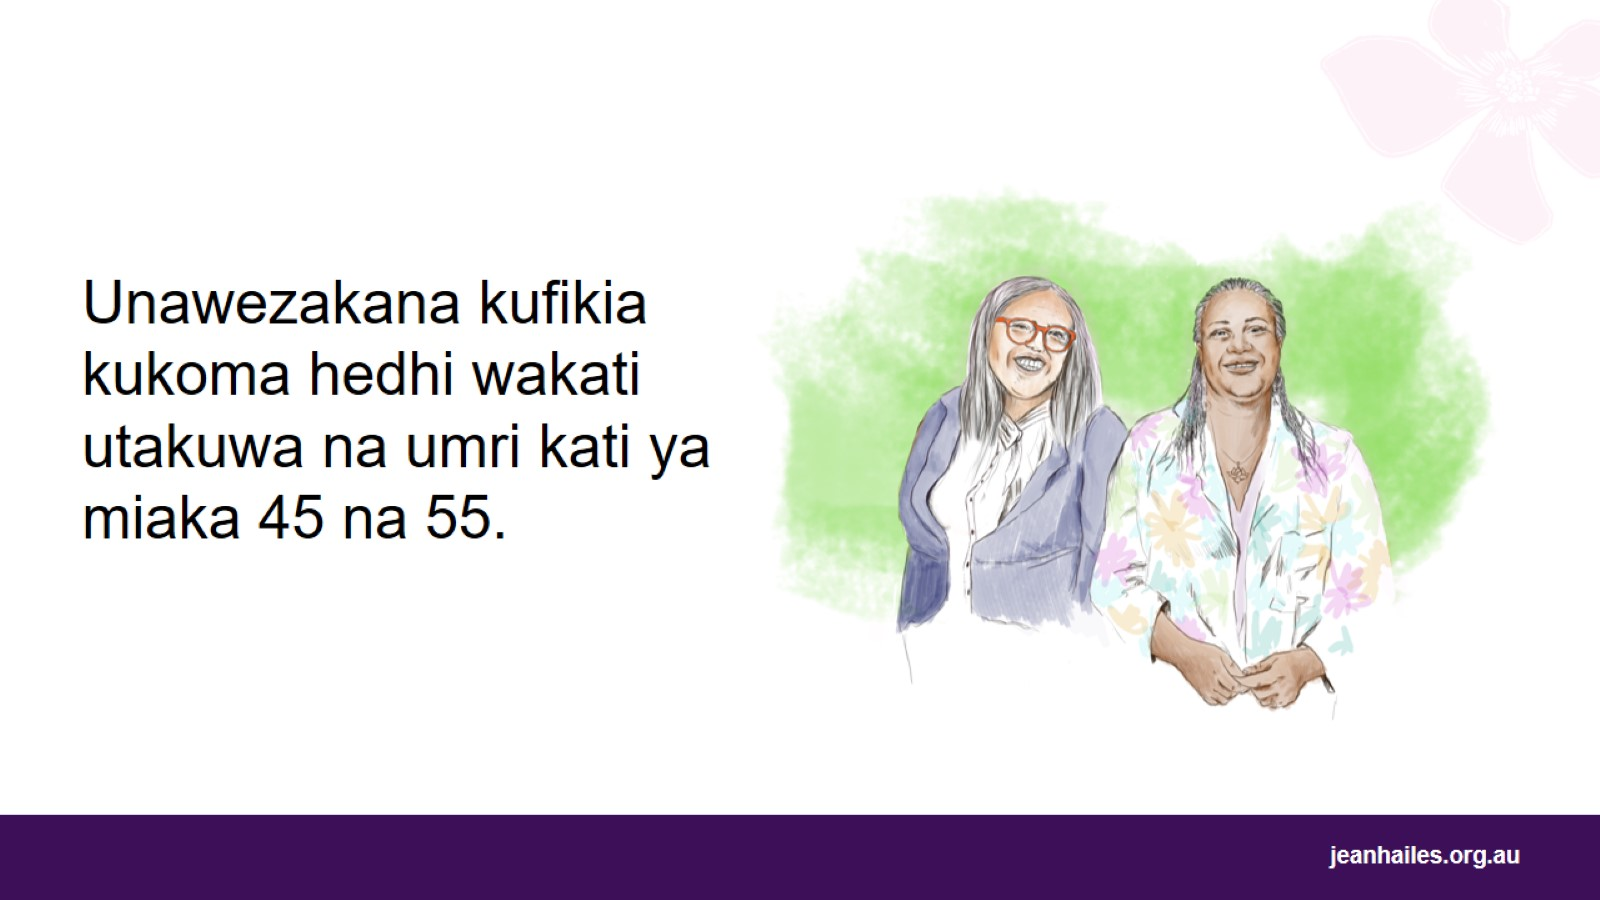 Unawezakana kufikia
kukoma hedhi wakati
utakuwa na umri kati ya
miaka 45 na 55.
jeanhailes.org.au